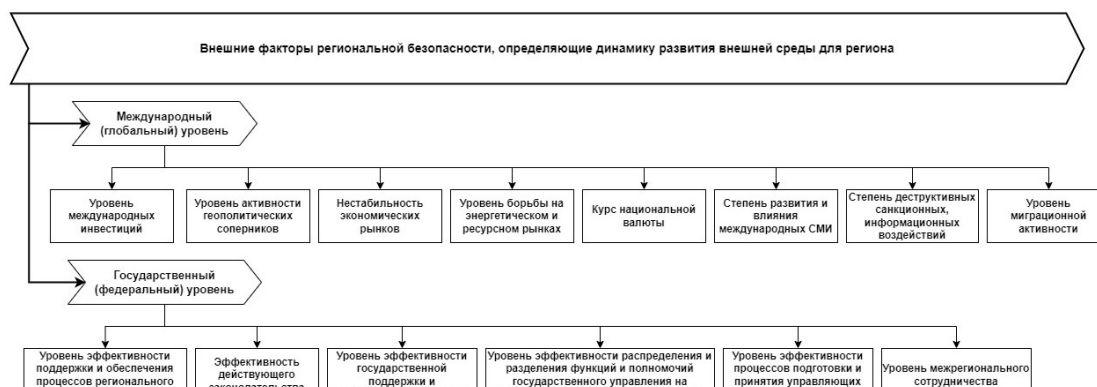 Внешние факторы региональной безопасности, определяющие динамику развития внешней среды для региона
Международный
(глобальный) уровень
Уровень
международных
инвестиций
Уровень активности
геополитических
соперников
Нестабильность
экономических
рынков
Уровень борьбы на
энергетическом и
ресурсном рынках
Курс национальной
валюты
Степень развития и
влияния
международных СМИ
Степень деструктивных
санкционных,
информационных
воздействий
Уровень
миграционной
активности
Государственный
(федеральный) уровень
Уровень эффективности
поддержки и обеспечения
процессов регионального
Эффективность
действующего
законодательства
Уровень эффективности
государственной
поддержки и
Уровень эффективности распределения и
разделения функций и полномочий
государственного управления на
Уровень эффективности
процессов подготовки и
принятия управляющих
Уровень межрегионального
сотрудничества